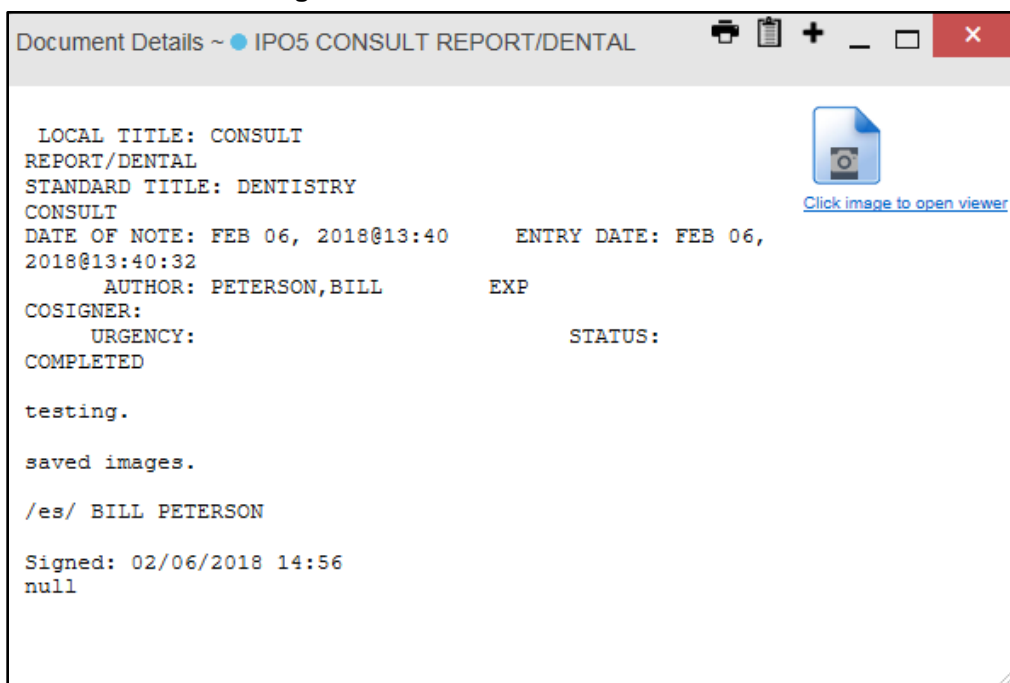 Document Details ~ IPO5 CONSULT REPORT/DENTAL
LOCAL TITLE: CONSULT
REPORT/DENTAL
STANDARD TITLE: DENTISTRY
CONSULT
Click image to open viewer
DATE OF NOTE: FEB 06, 2018@13:40 ENTRY DATE: FEB 06,
2018@13:40:32
AUTHOR: PETERSON,BILL EXP
COSIGNER:
URGENCY: STATUS:
COMPLETED
testing.
saved images.
/es/ BILL PETERSON
Signed: 02/06/2018 14:56
null